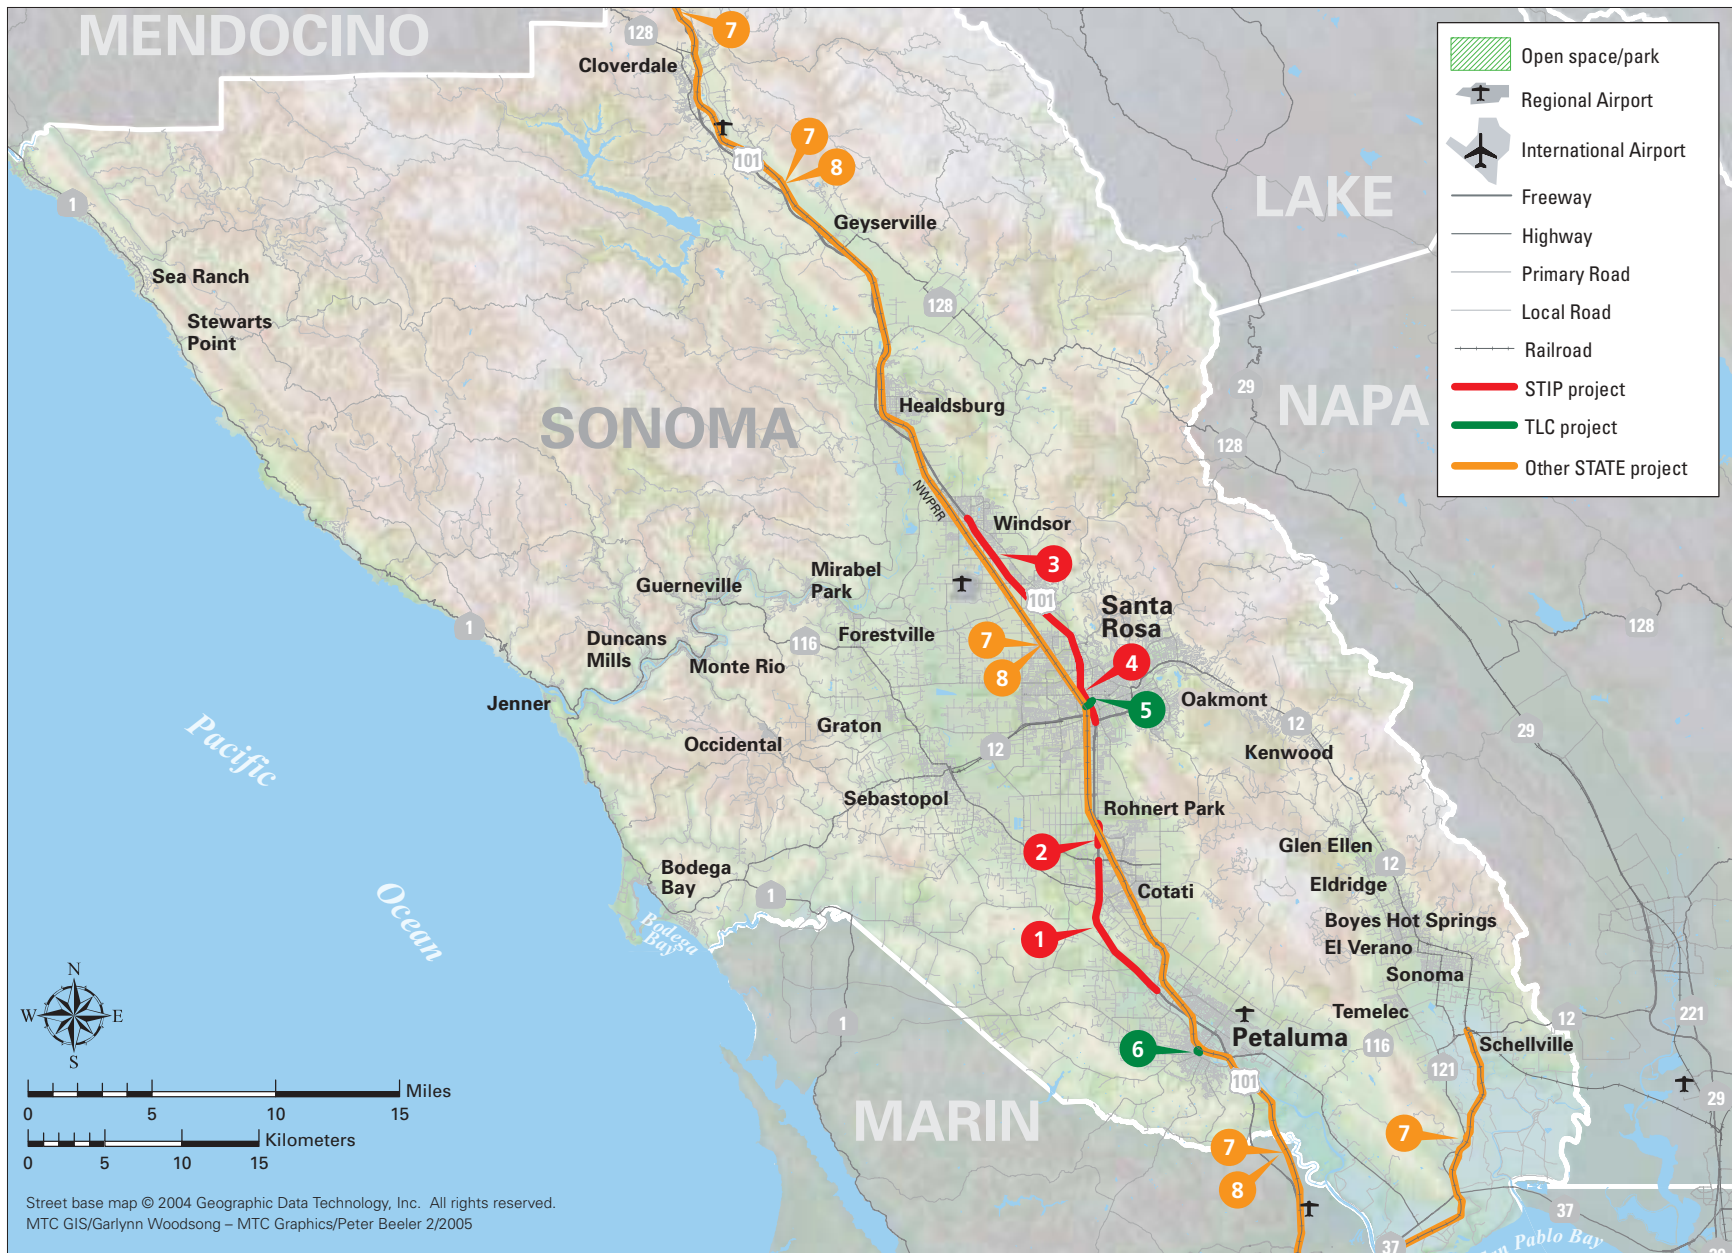 MENDOCINO
128
Cloverdale
7
101
7
8
Geyserville
LAKE
1
Sea Ranch
Stewarts
Point
128
29
NAPA
128
SONOMA
Healdsburg
NWPRR
Windsor
3
101
Guerneville
Mirabel
Park
Santa
Rosa
1
Duncans
Mills
116
Forestville
7
8
4
128
Monte Rio
Jenner
5
Oakmont
Graton
12
Occidental
12
Kenwood
29
Pacific
Ocean
Sebastopol
Rohnert Park
2
Glen Ellen
12
Eldridge
Bodega
Bay
1
Cotati
Boyes Hot Springs
El Verano
Bodega
Bay
1
Sonoma
Temelec
12
221
1
Petaluma
116
Schellville
6
101
121
29
MARIN
7
8
7
37
37
San Pablo Bay
N
W
E
S
Miles
0
5
10
15
Kilometers
0
5
10
15
Street base map © 2004 Geographic Data Technology, Inc. All rights reserved.
MTC GIS/Garlynn Woodsong – MTC Graphics/Peter Beeler 2/2005
Open space/park
Regional Airport
International Airport
Freeway
Highway
Primary Road
Local Road
Railroad
STIP project
TLC project
Other STATE project